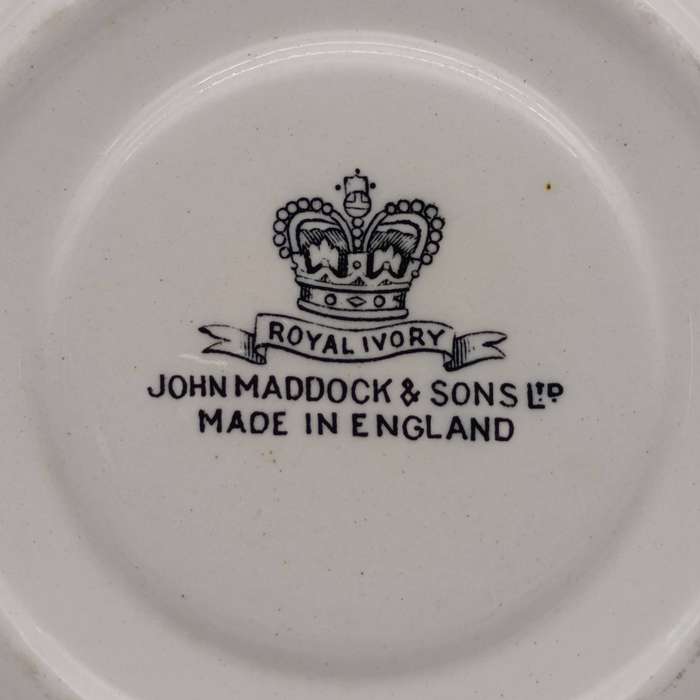 ROYAL IVORY
JOHN MADDOCK & SONS LTD
MADE IN ENGLAND